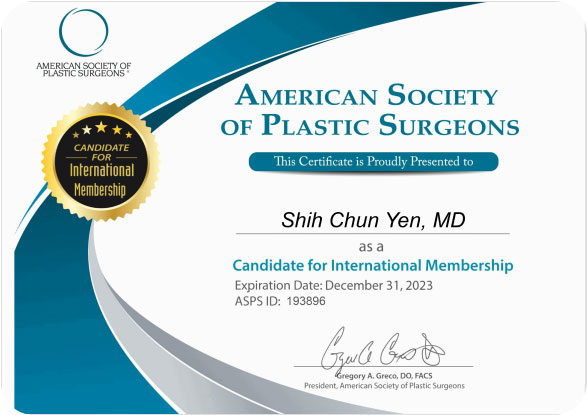 AMERICAN SOCIETY OF
PLASTIC SURGEONS®
CANDIDATE
FOR
International
Membership
AMERICAN SOCIETY
OF PLASTIC SURGEONS
This Certificate is Proudly Presented to
Shih Chun Yen, MD
as a
Candidate for International Membership
Expiration Date: December 31, 2023
ASPS ID: 193896
Gregory A. Greco, DO, FACS
President, American Society of Plastic Surgeons